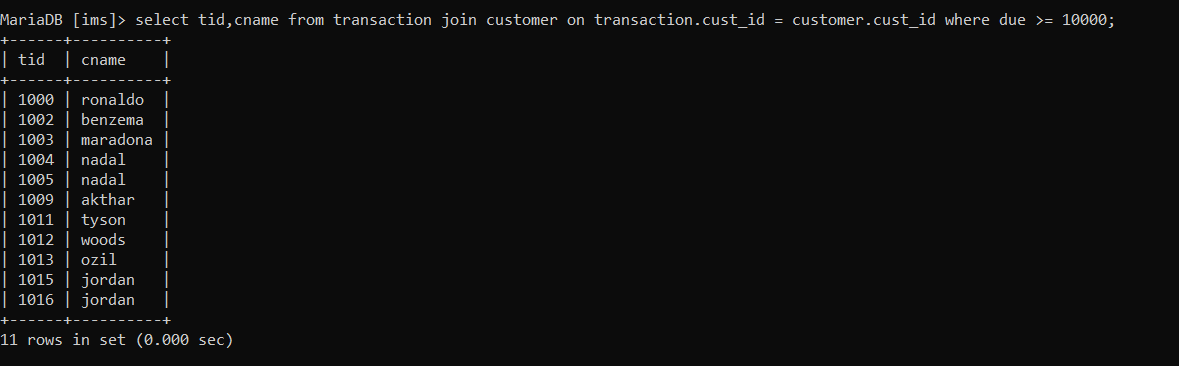 MariaDB [ims]> select tid,cname from transaction join customer on transaction.cust_id = customer.cust_id where due >= 10000;
+------+----------+
| tid  | cname    |
+------+----------+
| 1000 | ronaldo  |
| 1002 | benzema  |
| 1003 | maradona |
| 1004 | nadal    |
| 1005 | nadal    |
| 1009 | akthar   |
| 1011 | tyson    |
| 1012 | woods    |
| 1013 | ozil     |
| 1015 | jordan   |
| 1016 | jordan   |
+------+----------+
11 rows in set (0.000 sec)